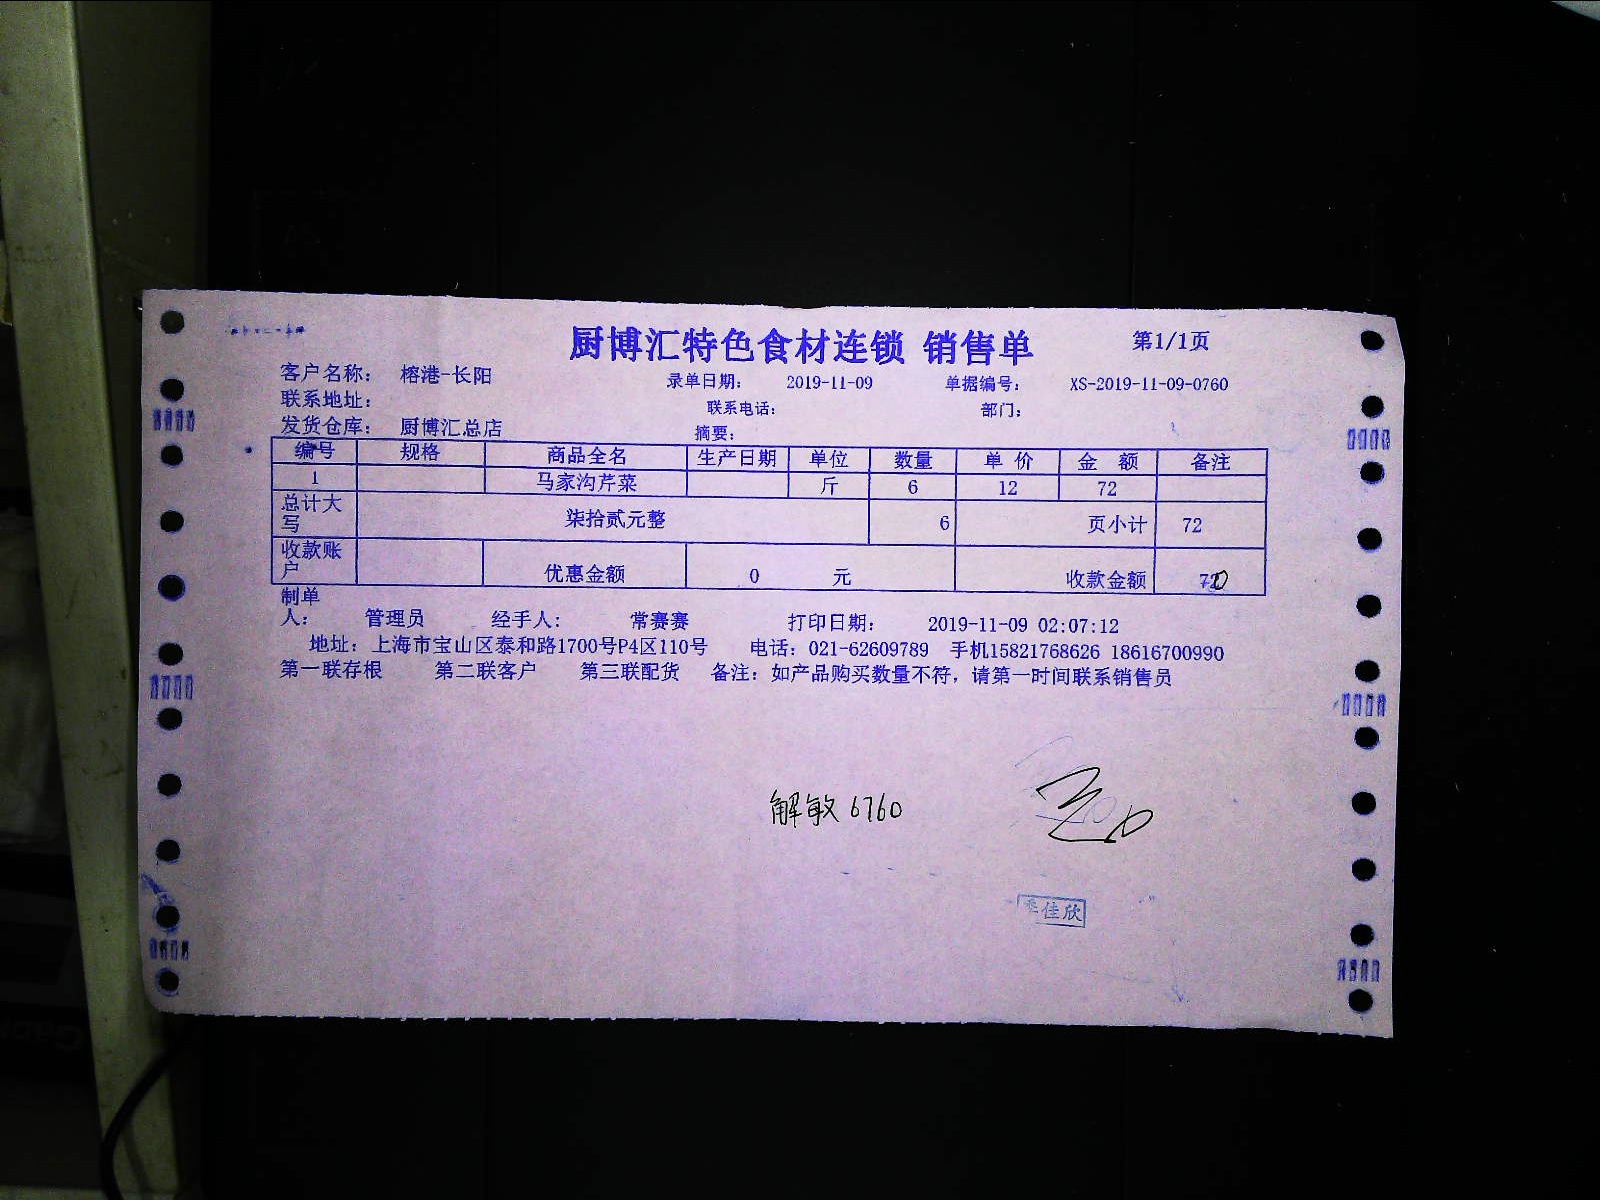 厨博汇特色食材连锁 销售单 第1/1页
客户名称： 榕港-长阳 录单日期： 2019-11-09 单据编号： XS-2019-11-09-0760
联系地址： 联系电话： 部门：
发货仓库： 厨博汇总店 摘要：
编号 规格 商品全名 生产日期 单位 数量 单 价 金 额 备注
1 马家沟芹菜 斤 6 12 72
总计大写 柒拾贰元整 6 页小计 72
收款账户 优惠金额 0 元 收款金额
制单人： 管理员 经手人： 常赛赛 打印日期： 2019-11-09 02:07:12
地址：上海市宝山区泰和路1700号P4区110号 电话：021-62609789 手机15821768626 18616700990
第一联存根 第二联客户 第三联配货 备注：如产品购买数量不符，请第一时间联系销售员
解敏 6760
佳欣